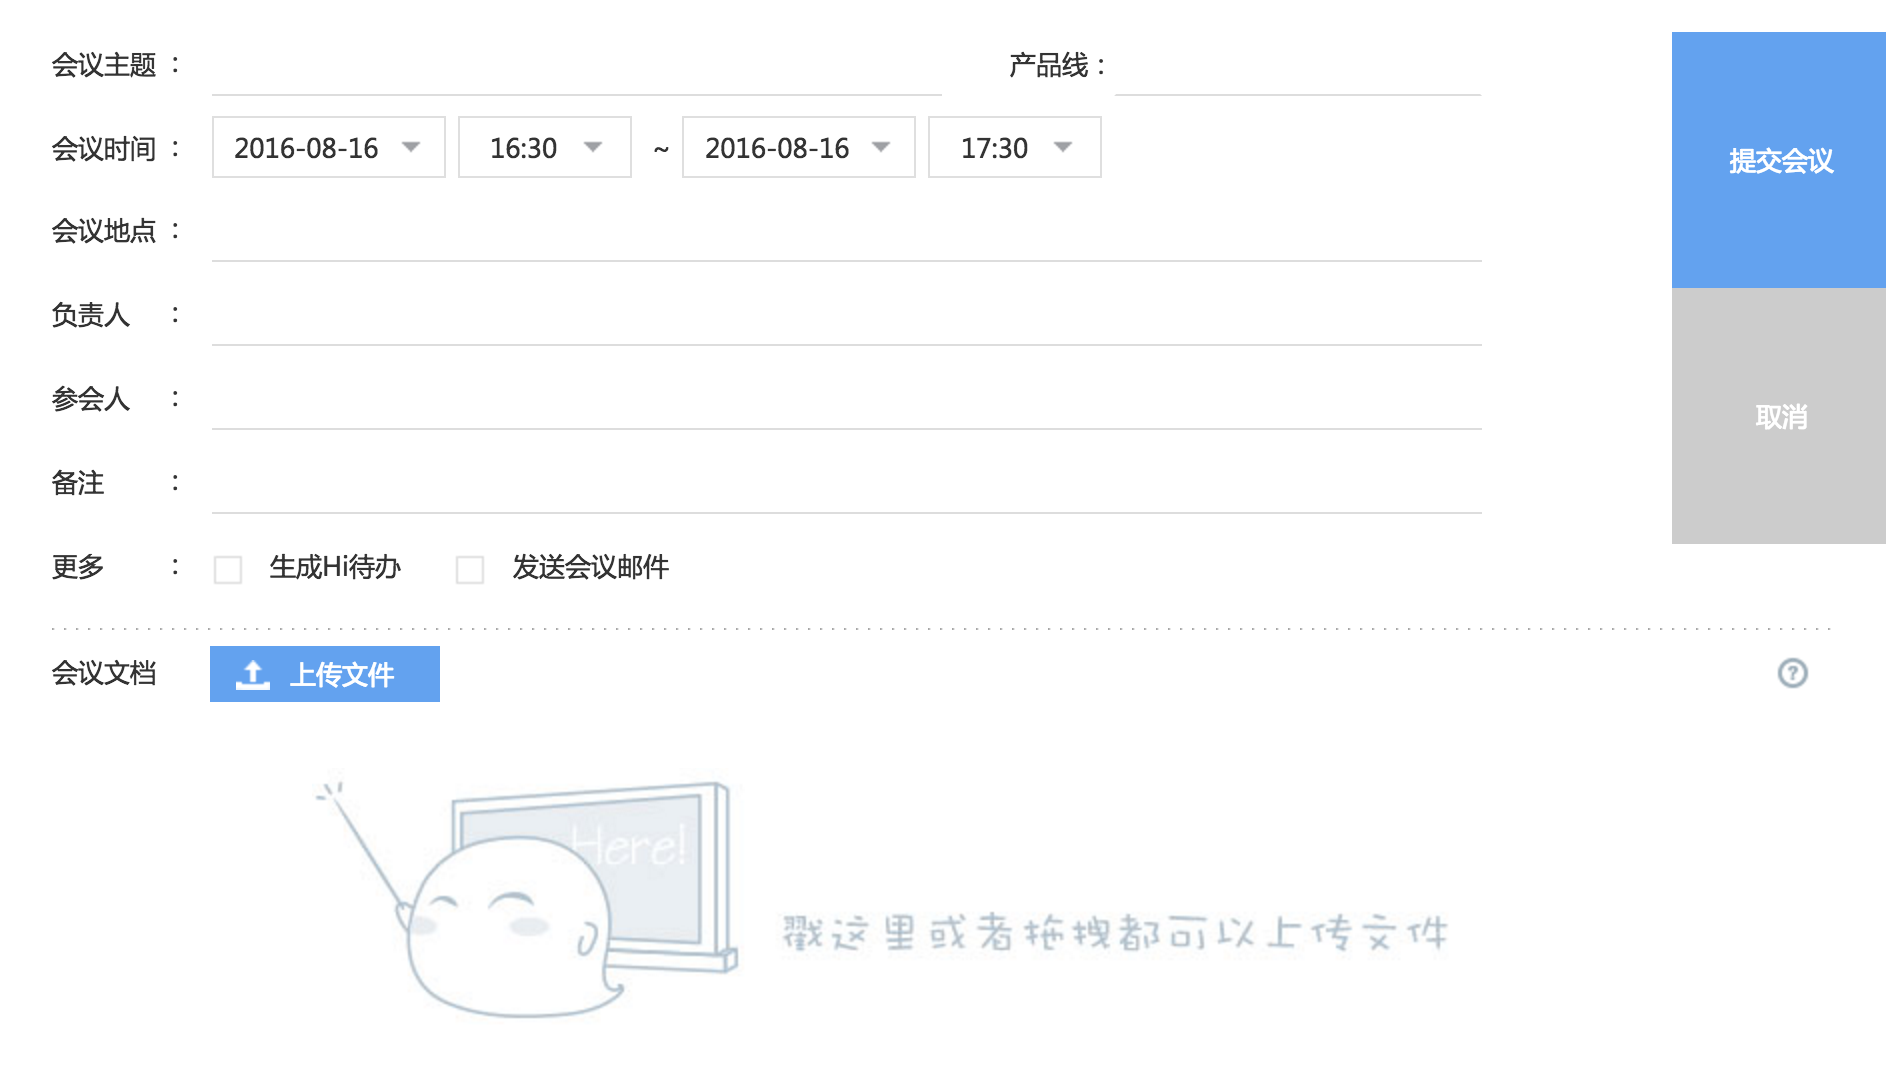 会议主题 : 产品线 :
会议时间 : 2016-08-16 16:30 ~ 2016-08-16 17:30
会议地点 :
负责人 :
参会人 :
备注 :
更多 : 生成Hi待办 发送会议邮件
提交会议
取消
会议文档 上传文件 ?
Here!
戳这里或者拖拽都可以上传文件